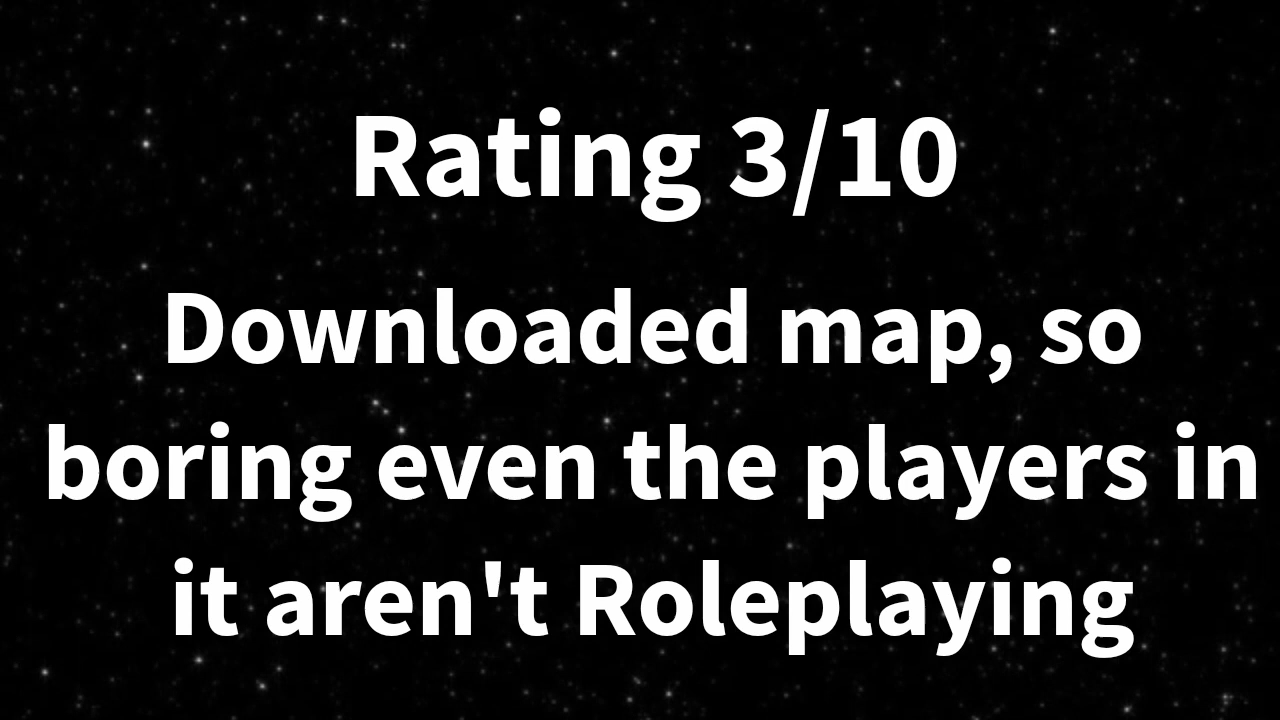 Rating 3/10
Downloaded map, so
boring even the players in
it aren't Roleplaying